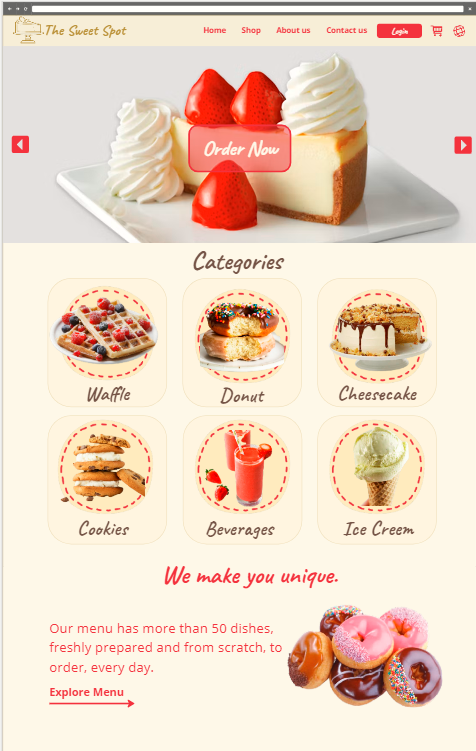 The Sweet Spot
Home Shop About us Contact us Login
Order Now
Categories
Waffle Donut Cheesecake
Cookies Beverages Ice Creem
We make you unique.
Our menu has more than 50 dishes,
freshly prepared and from scratch, to
order, every day.
Explore Menu